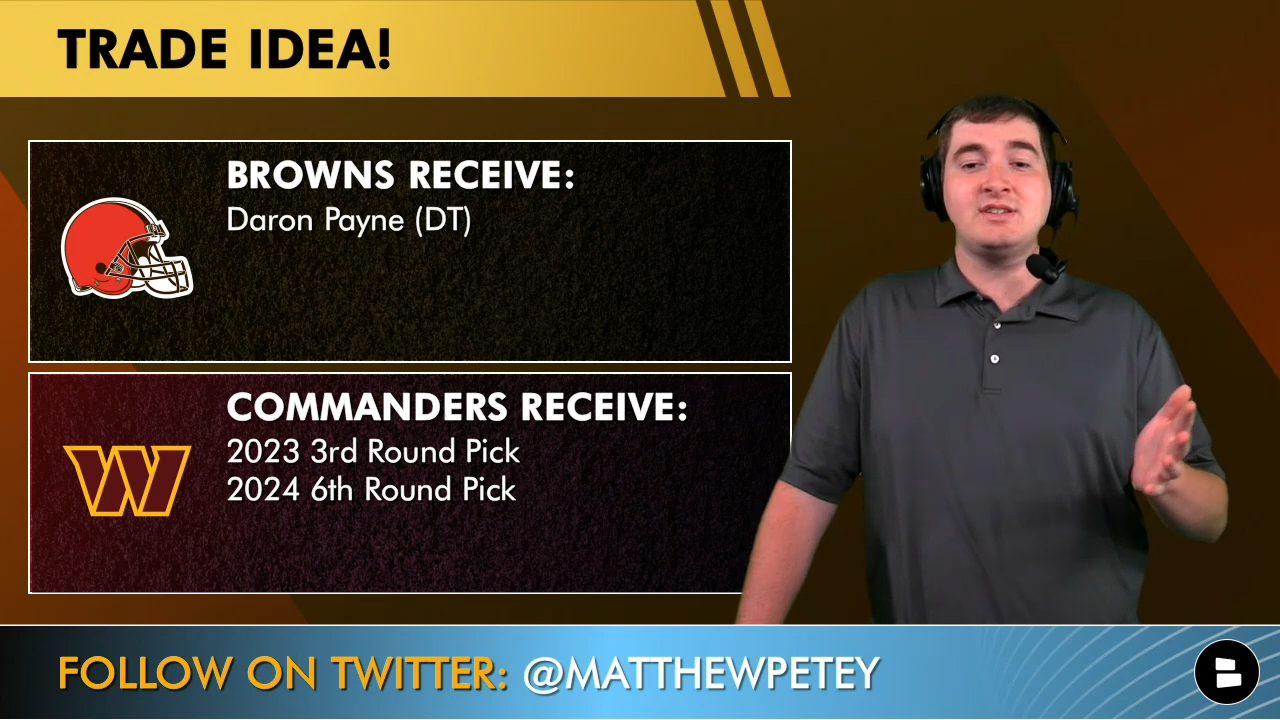 TRADE IDEA!
BROWNS RECEIVE:
Daron Payne (DT)
COMMANDERS RECEIVE:
2023 3rd Round Pick
2024 6th Round Pick
FOLLOW ON TWITTER: @MATTHEWPETEY